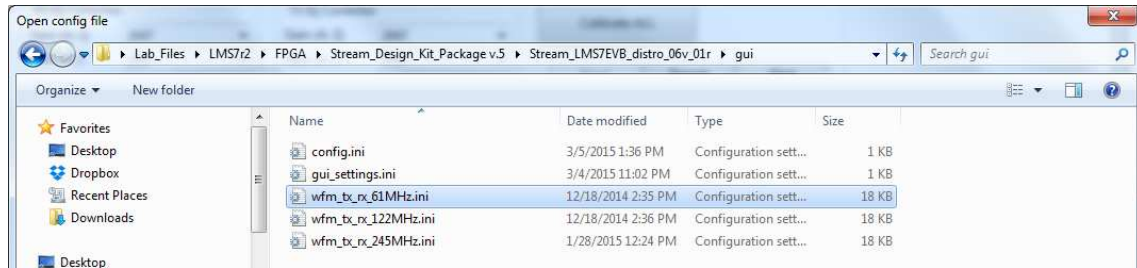 Open config file
Lab_Files LMS7r2 FPGA Stream_Design_Kit_Package v.5 Stream_LMS7EVB_distro_06v_01r gui Search gui
Organize New folder
Name Date modified Type Size
Favorites
Desktop config.ini 3/5/2015 1:36 PM Configuration sett... 1 KB
Dropbox gui_settings.ini 3/4/2015 11:02 PM Configuration sett... 1 KB
Recent Places wfm_tx_rx_61MHz.ini 12/18/2014 2:35 PM Configuration sett... 18 KB
Downloads wfm_tx_rx_122MHz.ini 12/18/2014 2:36 PM Configuration sett... 18 KB
wfm_tx_rx_245MHz.ini 1/28/2015 12:24 PM Configuration sett... 18 KB
Desktop